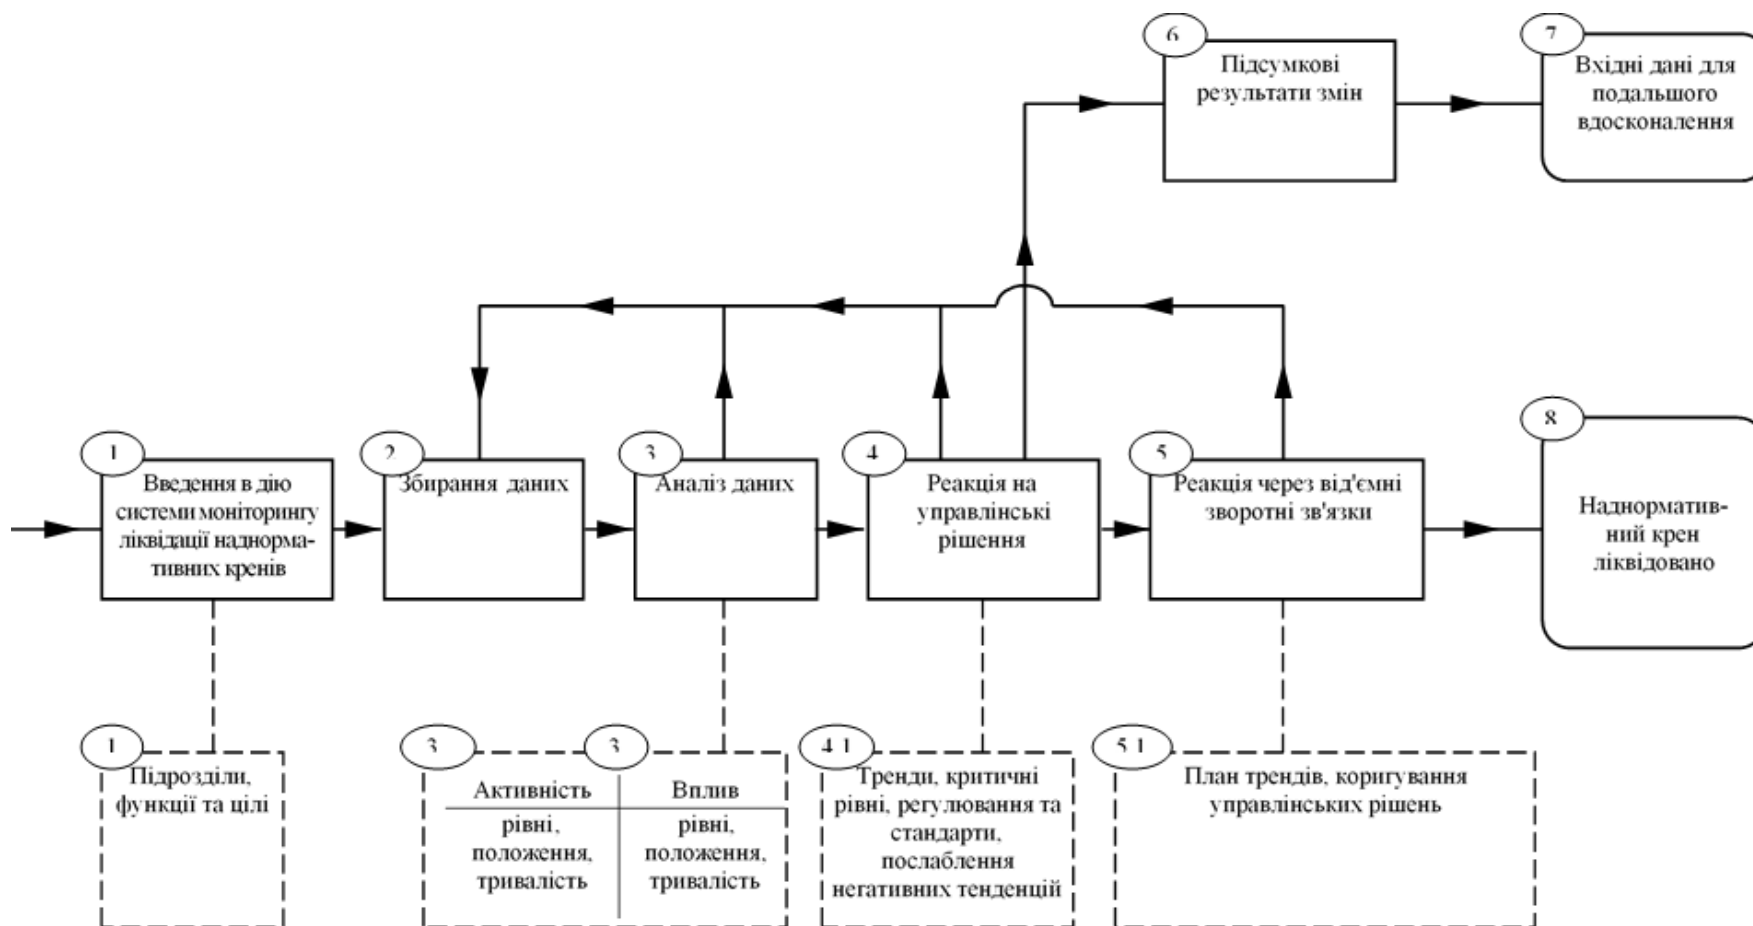 6
Підсумкові
результати змін
7
Вхідні дані для
подальшого
вдосконалення
1
Введення в дію
системи моніторингу
ліквідації наднорма-
тивних кренів
2
Збирання даних
3
Аналіз даних
4
Реакція на
управлінські
рішення
5
Реакція через від'ємні
зворотні зв'язки
8
Наднорматив-
ний крен
ліквідовано
1
Підрозділи,
функції та цілі
3
Активність
рівні,
положення,
тривалість
3
Вплив
рівні,
положення,
тривалість
4 1
Тренди, критичні
рівні, регулювання та
стандарти,
послаблення
негативних тенденцій
5 1
План трендів, коригування
управлінських рішень